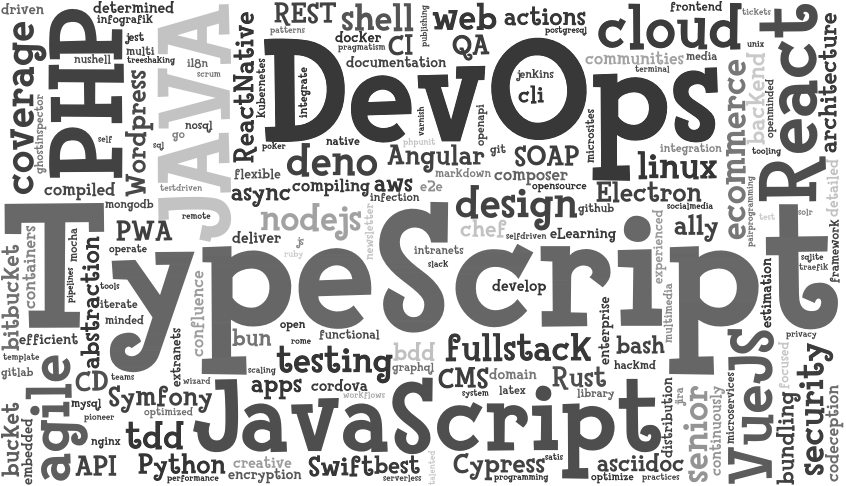 driven
determined
infografik
REST
shell
web
actions
cloud
frontend
tickets
patterns
publishing
postgresql
coverage
PHP
jest
multi
treeshaking
nushell
JAVA
il8n
scrum
ReactNative
kubernetes
docker
pragmatism
CI
QA
documentation
DevOps
integrate
jenkins
cli
communities
media
terminal
unix
React
architecture
ecommerce
backend
openminded
tooling
ghostinspector
self
Wordpress
sql
go
nosql
poker
native
varnish
phpunit
openapi
microsites
integration
compiled
testdriven
flexible
deno
Angular
git
SOAP
linux
markdown
composer
opensource
Electron
async
compiling
aws
e2e
infection
mongodb
remote
PWA
operate
nodejs
newsletter
design
github
socialmedia
ally
pairprogramming
test
solr
detailed
framework
deliver
js
ruby
chef
selfdriven
eLearning
experienced
intranets
slack
TypeScript
bitbucket
containers
mocha
pipelines
abstraction
tools
iterate
minded
confluence
develop
enterprise
multimedia
estimation
sqlite
traefik
efficient
template
gitlab
extranets
bun
open
rome
functional
scaling
testing
bdd
graphql
fullstack
bash
hackmd
privacy
focused
VueJS
agile
CD
teams
mysql
pioneer
Symfony
optimized
wizard
apps
cordova
workflows
CMS
domain
system
latex
Rust
library
jira
distribution
senior
continuously
microservices
bundling
security
codeception
bucket
embedded
nginx
tdd
JavaScript
API
Python
performance
creative
encryption
Swiftbest
serverless
talented
Cypress
satis
programming
asciidoc
optimize
practices